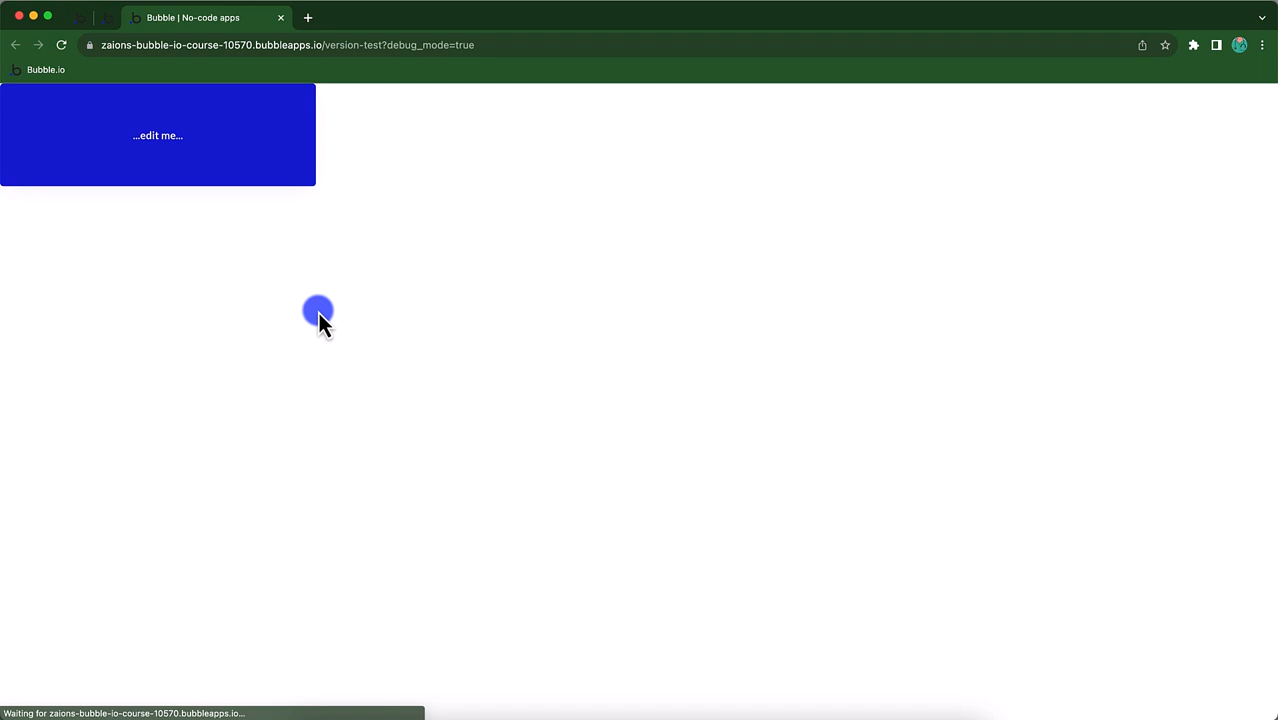 Bubble | No-code apps
zaions-bubble-io-course-10570.bubbleapps.io/version-test?debug_mode=true
Bubble.io
...edit me...
Waiting for zaions-bubble-io-course-10570.bubbleapps.io...